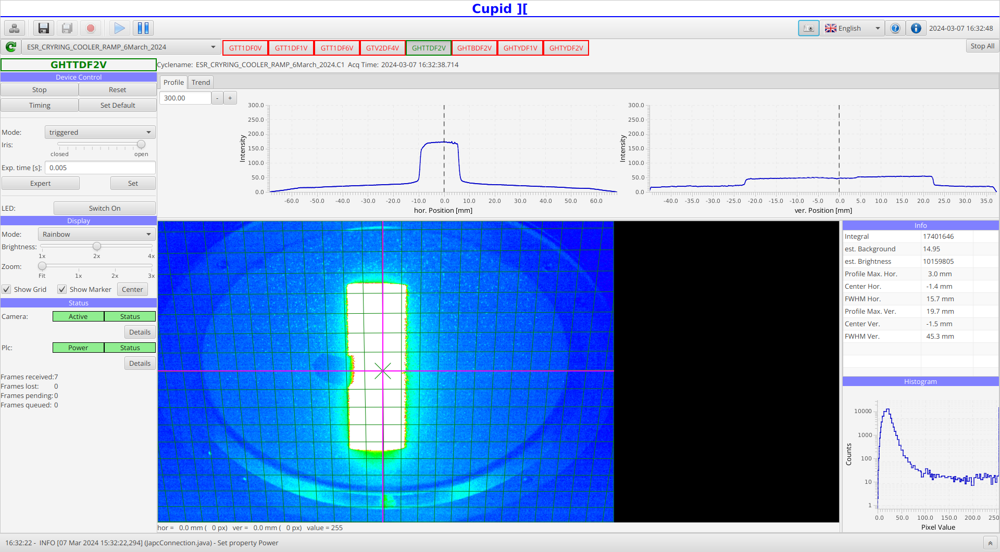 Cupid ][
English 2024-03-07 16:32:48
ESR_CRYRING_COOLER_RAMP_6March_2024 GTT1DF0V GTT1DF1V GTT1DF6V GTV2DF4V GHTTDF2V GHTBDF2V GHTYDF1V GHTYDF2V Stop All
GHTTDF2V
Cyclename: ESR_CRYRING_COOLER_RAMP_6March_2024.C1 Acq Time: 2024-03-07 16:32:38.714
Device Control
Stop Reset
Timing Set Default
Mode: triggered
Iris:
closed open
Exp. time [s]: 0.005
Expert Set
LED: Switch On
Display
Mode: Rainbow
Brightness:
1x 2x 4x
Zoom:
Fit 1x 2x 3x
Show Grid Show Marker Center
Status
Camera: Active Status
Details
Plc: Power Status
Details
Frames received:7
Frames lost: 0
Frames pending:0
Frames queued: 0
Profile Trend
300.00 - +
300.0
250.0
200.0
150.0
100.0
50.0
0.0
Intensity
-60.0 -50.0 -40.0 -30.0 -20.0 -10.0 0.0 10.0 20.0 30.0 40.0 50.0 60.0
hor. Position [mm]
300.0
250.0
200.0
150.0
100.0
50.0
0.0
Intensity
-40.0 -35.0 -30.0 -25.0 -20.0 -15.0 -10.0 -5.0 0.0 5.0 10.0 15.0 20.0 25.0 30.0 35.0
ver. Position [mm]
Info
Integral 17401646
est. Background 14.95
est. Brightness 10159805
Profile Max. Hor. 3.0 mm
Center Hor. -1.4 mm
FWHM Hor. 15.7 mm
Profile Max. Ver. 19.7 mm
Center Ver. -1.5 mm
FWHM Ver. 45.3 mm
Histogram
10000
1000
100
10
1
Counts
0.0 50.0 100.0 150.0 200.0 250
Pixel Value
hor = 0.0 mm ( 0 px) ver = 0.0 mm ( 0 px) value = 255
16:32:22 - INFO [07 Mar 2024 15:32:22,294] (JapcConnection.java) - Set property Power